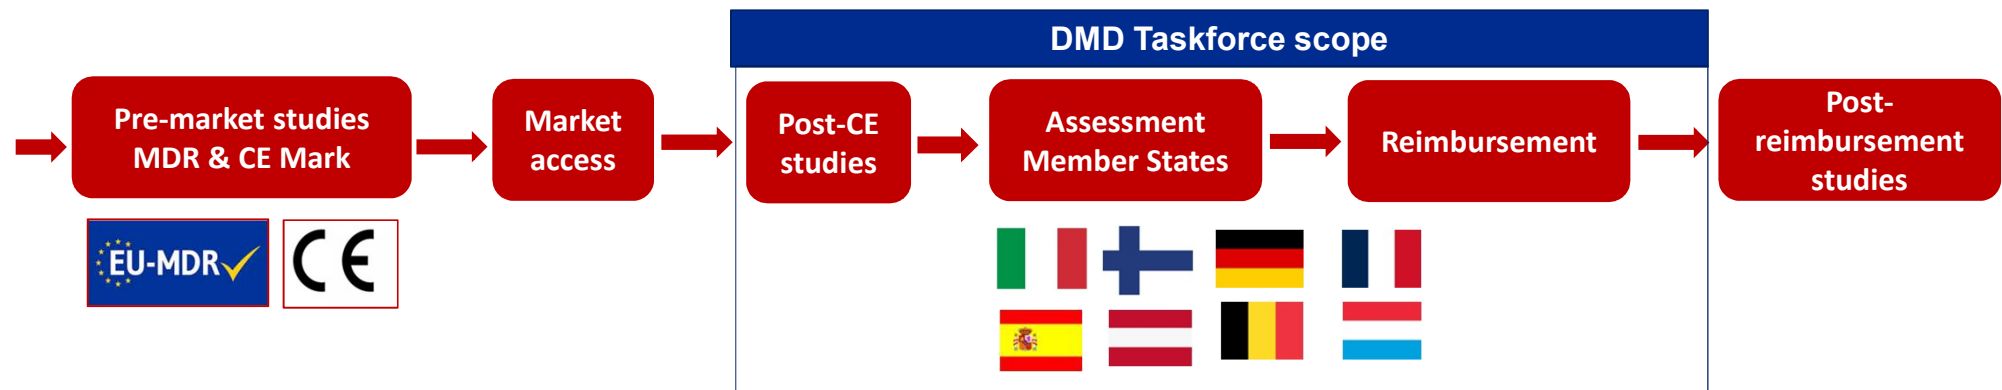 DMD Taskforce scope
Pre-market studies
MDR & CE Mark
Market
access
Post-CE
studies
Assessment
Member States
Reimbursement
Post-
reimbursement
studies
EU-MDR
CE